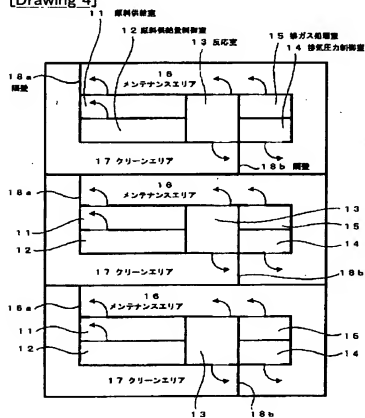 [Drawing 4]
11 原料供給室
12 原料供給量制御室
13 反応室
15 排ガス処理室
14 排気圧力制御室
18a
隔壁
16
メンテナンスエリア
17 クリーンエリア
18b 隔壁
18a
16
メンテナンスエリア
11
12
13
15
14
17 クリーンエリア
18b
18a
16
メンテナンスエリア
11
12
15
14
17 クリーンエリア
13
18b